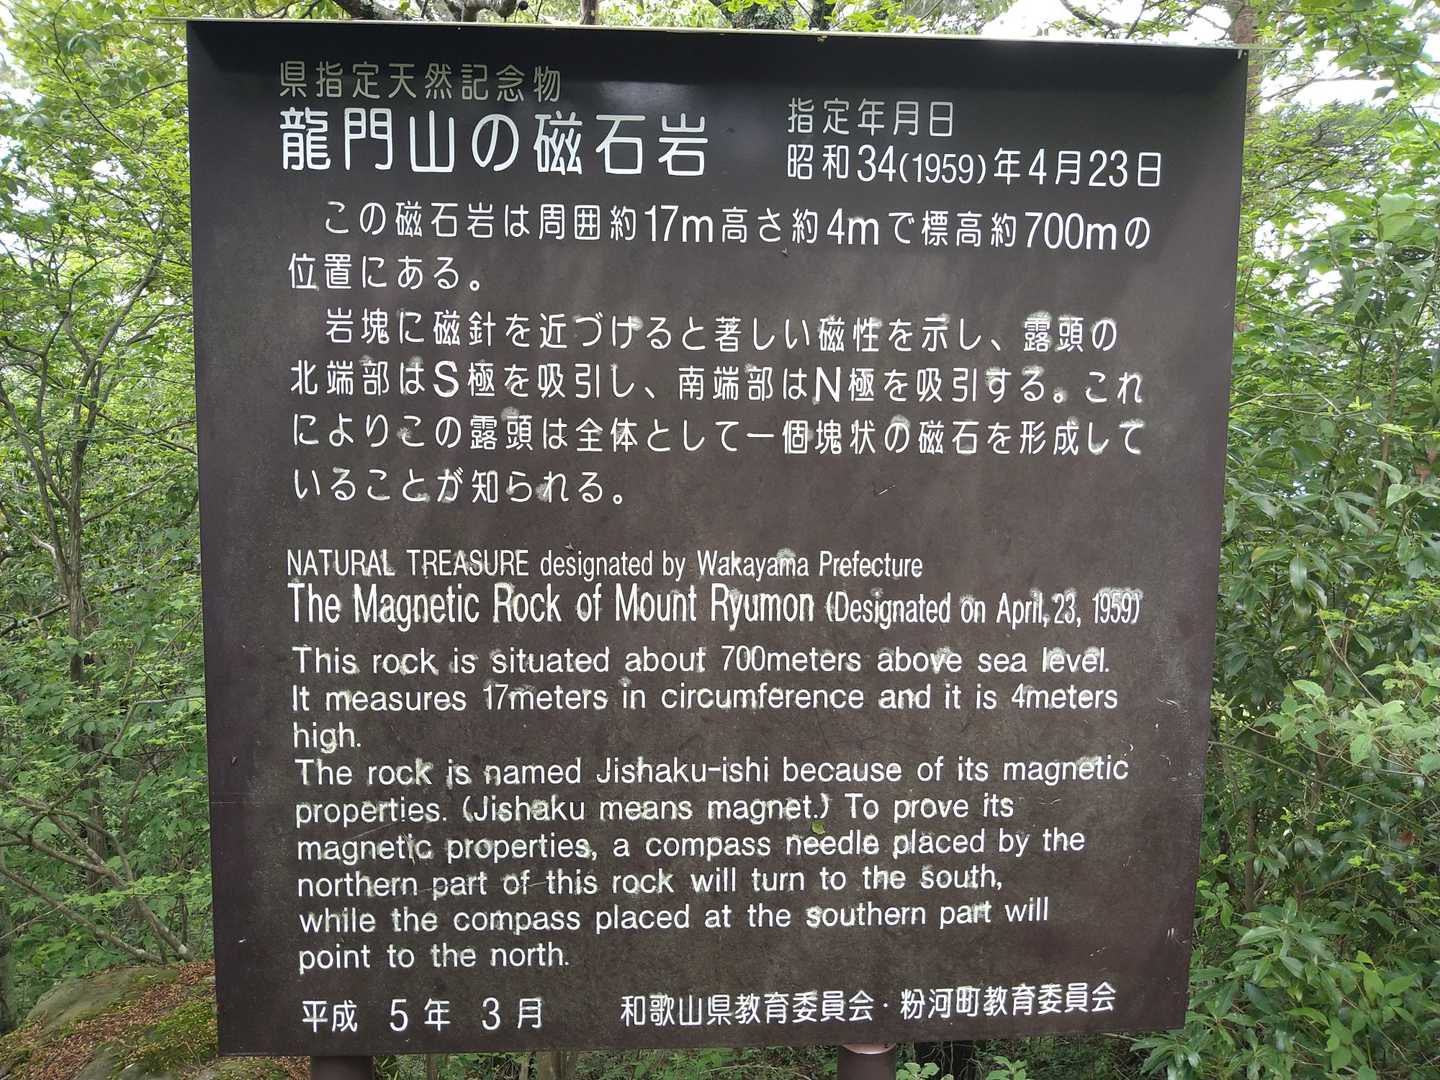 県指定天然記念物
龍門山の磁石岩
指定年月日
昭和34(1959)年4月23日
この磁石岩は周囲約17m高さ約4mで標高約700mの
位置にある。
岩塊に磁針を近づけると著しい磁性を示し、露頭の
北端部はS極を吸引し、南端部はN極を吸引する。これ
によりこの露頭は全体として一個塊状の磁石を形成して
いることが知られる。
NATURAL TREASURE designated by Wakayama Prefecture
The Magnetic Rock of Mount Ryumon (Designated on April, 23, 1959)
This rock is situated about 700meters above sea level.
It measures 17meters in circumference and it is 4meters
high.
The rock is named Jishaku-ishi because of its magnetic
properties. (Jishaku means magnet.) To prove its
magnetic properties, a compass needle placed by the
northern part of this rock will turn to the south,
while the compass placed at the southern part will
point to the north.
平成 5年 3月
和歌山県教育委員会・粉河町教育委員会